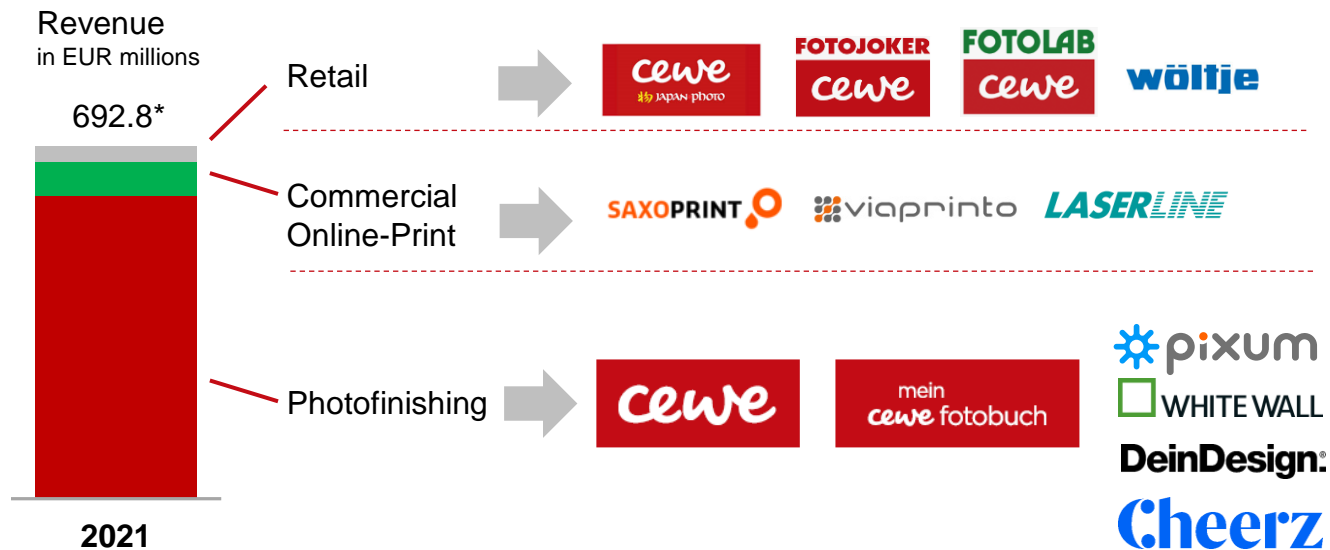 Revenue
in EUR millions
692.8*
2021
Retail
cewe
JAPAN PHOTO
FOTOJOKER
cewe
FOTOLAB
cewe
wöltje
Commercial
Online-Print
SAXOPRINT
viaprinto
LASERLINE
Photofinishing
cewe
mein
cewe fotobuch
pixum
WHITE WALL
DeinDesign
Cheerz